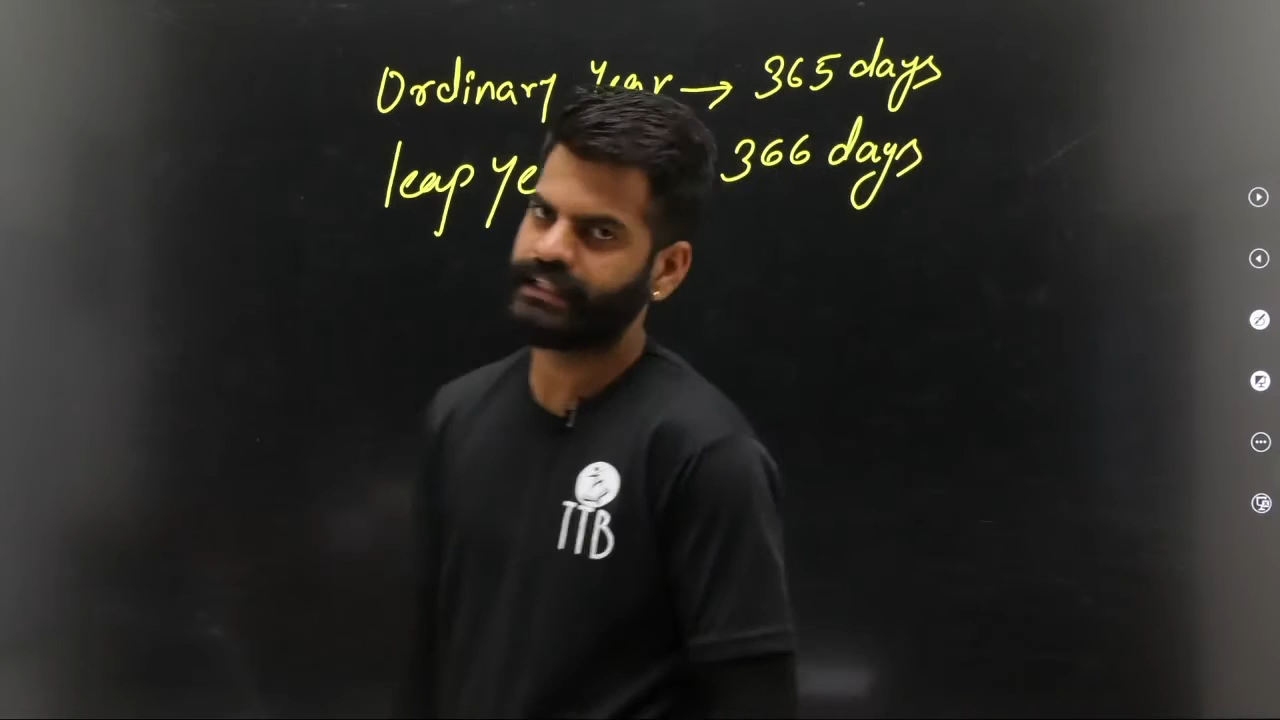 Ordinary Year → 365 days
leap 366 days
TTB